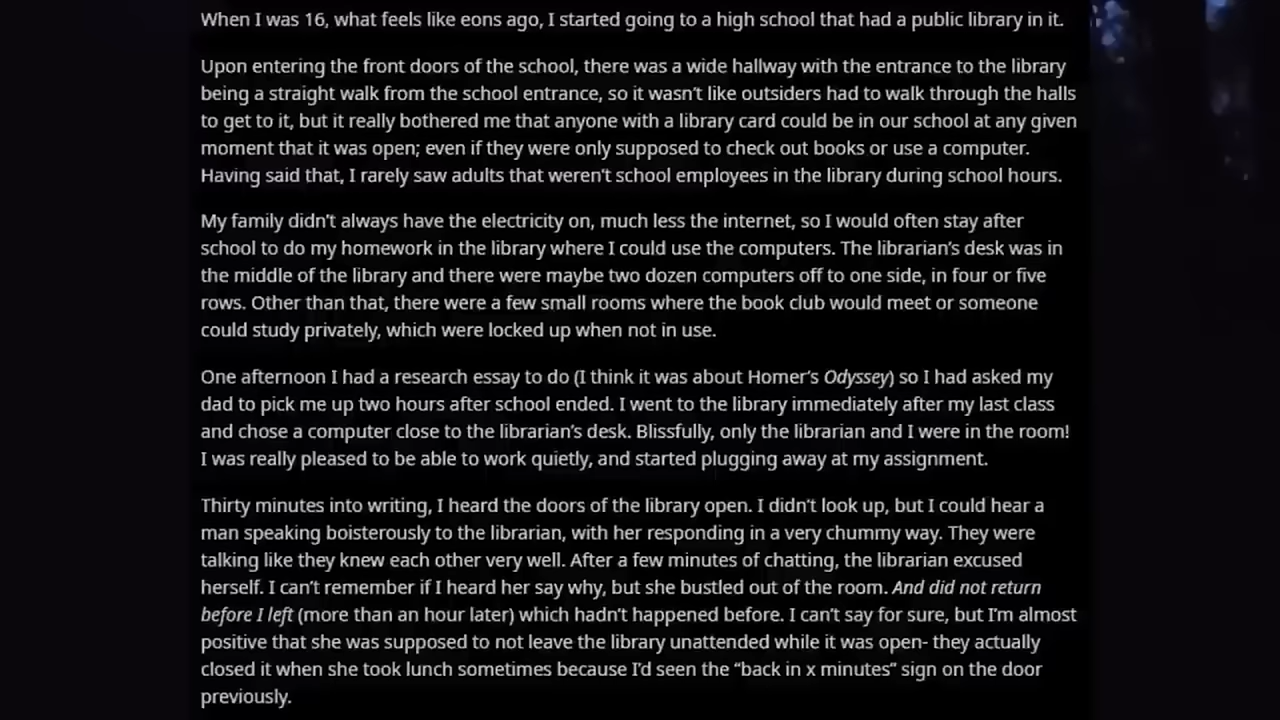 When I was 16, what feels like eons ago, I started going to a high school that had a public library in it.
Upon entering the front doors of the school, there was a wide hallway with the entrance to the library
being a straight walk from the school entrance, so it wasn't like outsiders had to walk through the halls
to get to it, but it really bothered me that anyone with a library card could be in our school at any given
moment that it was open; even if they were only supposed to check out books or use a computer.
Having said that, I rarely saw adults that weren't school employees in the library during school hours.
My family didn't always have the electricity on, much less the internet, so I would often stay after
school to do my homework in the library where I could use the computers. The librarian's desk was in
the middle of the library and there were maybe two dozen computers off to one side, in four or five
rows. Other than that, there were a few small rooms where the book club would meet or someone
could study privately, which were locked up when not in use.
One afternoon I had a research essay to do (I think it was about Homer's Odyssey) so I had asked my
dad to pick me up two hours after school ended. I went to the library immediately after my last class
and chose a computer close to the librarian's desk. Blissfully, only the librarian and I were in the room!
I was really pleased to be able to work quietly, and started plugging away at my assignment.
Thirty minutes into writing, I heard the doors of the library open. I didn't look up, but I could hear a
man speaking boisterously to the librarian, with her responding in a very chummy way. They were
talking like they knew each other very well. After a few minutes of chatting, the librarian excused
herself. I can't remember if I heard her say why, but she bustled out of the room. And did not return
before I left (more than an hour later) which hadn't happened before. I can't say for sure, but I'm almost
positive that she was supposed to not leave the library unattended while it was open- they actually
closed it when she took lunch sometimes because I'd seen the “back in x minutes” sign on the door
previously.